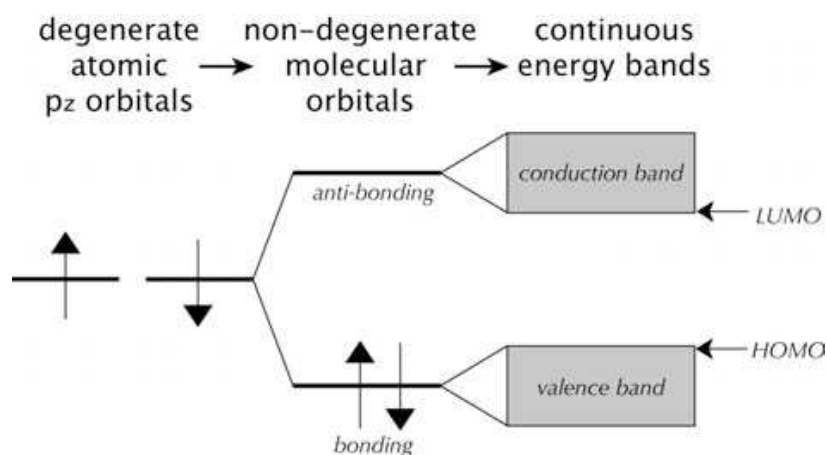 degenerate
atomic
pz orbitals
non-degenerate
molecular
orbitals
continuous
energy bands
anti-bonding
conduction band
LUMO
HOMO
valence band
bonding